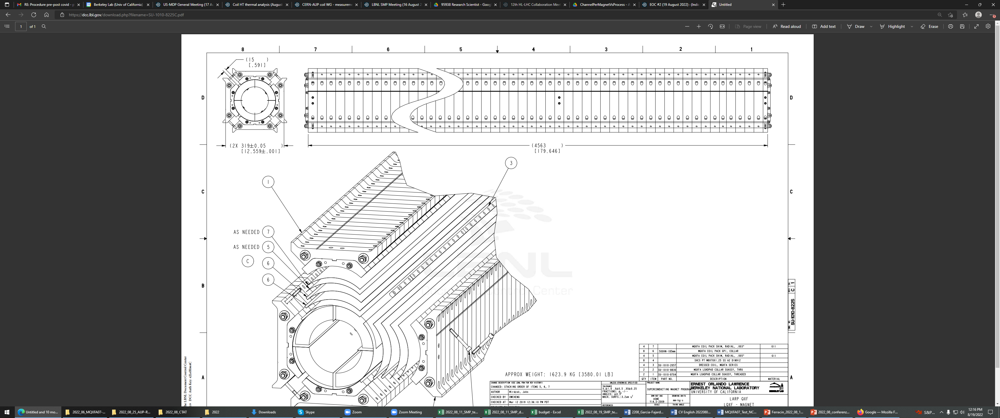 RE: Procedure pre-post covid - p
Berkeley Lab (Univ of California)
US-MDP General Meeting (17 Au
Coil HT thermal analysis (August
CERN-AUP coil WG - measureme
LBNL SMP Meeting (16 August 2
95938 Research Scientist - Goog
12th HL-LHC Collaboration Meet
ChannelPerMagnetVsProcess - A
EOC #2 (19 August 2022) · (Indic
Untitled
https://dcc.lbl.gov/download.php?filename=SU-1010-8225C.pdf
1 of 1
Page view
Read aloud
Add text
Draw
Highlight
Erase
8 7 6 5 4 3 2 1
(15 )
[.591]
D D
(2X 319±0.05 )
[12.559±.001]
(4563 )
[179.646]
3
1
C C
AS NEEDED 7
AS NEEDED 5
C 6
6
LBNL
Document Control Center
B
SU-1010-8225 C 1
DWG. NO. REV. SH.
4 7 MQXFA COIL PACK SHIM, RADIAL, .003" G11
8 6 500HN-185mm MQXFA COIL PACK GPI, COLLAR
4 5 MQXFA COIL PACK SHIM, RADIAL, .005" G11
8 4 SHCS PT M8X70X1.25 SS A2 DIN912
4 3 SU-1010-2057 DRESSED COIL, MQXFA SERIES
2 2 SU-1010-8830 MQXFA LOADPAD COLLAR SUASSY, THRU
2 1 SU-1010-8704 MQXFA LOADPAD COLLAR SUASSY, THREADED
QTY ITEM PART NO. DESCRIPTION MATERIAL
A A
APPROX WEIGHT: 1623.9 KG [3580.01 LB]
he LBNL Document Control Center
19 DCC Auth Key: 4JL6BI868C
CHANGE DESCRIPTION (SEE LBNL PDM FOR REV HISTORY)
CHANGED: STACKING ORDER OF ITEMS 5, 6, 7
AUTHOR Wirdzek, John
CHECKED BY DWCHENG
CHECKED AT Mar 12 2019 12:36:10 PM PDT
UNLESS OTHERWISE SPECIFIED
TOLERANCE
X.±1.0 .X±0.5 .XX±0.25
FRACTIONS: ± -/--
ANGLES: ±0.5°
MACH. SURFS.:3.2um √
REFERENCES
PROJECT NAME
SUPERCONDUCTING MAGNET PROGRA
DRW REF DOC
ASME
Y14.5-2009
DRAWING UNITS
mm-kg-s
SCALE
THIRD ANGLE
ERNEST ORLANDO LAWRENCE
BERKELEY NATIONAL LABORATORY
UNIVERSITY OF CALIFORNIA
BERKELEY LAB
LARP QXF
LQXF - MAGNET
Untitled and 10 mo...
2022_06_MQXFA07-...
2022_08_25_AUP-R...
2022_08_CTAT
2022
Downloads
Skype
Zoom
Zoom Meeting
2022_08_11_SMP_te...
2022_08_11_SMP_d...
budget - Excel
2022_08_19_SMP_te...
2208_Garcia-Fajard...
CV English 2022080...
MQXFA07_Test_NC...
Ferracin_2022_08_1...
2022_08_conferenz...
Google — Mozilla F...
S&P...
12:16 PM
8/19/2022